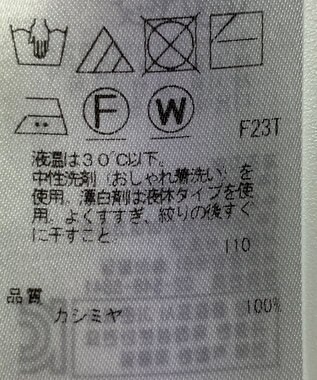 F
W
F23T
液温は30℃以下。
中性洗剤（おしゃれ着洗い）を
使用、漂白剤は液体タイプを使
用。よくすすぎ、絞りの後すぐ
に干すこと。
110
品質
カシミヤ 100%